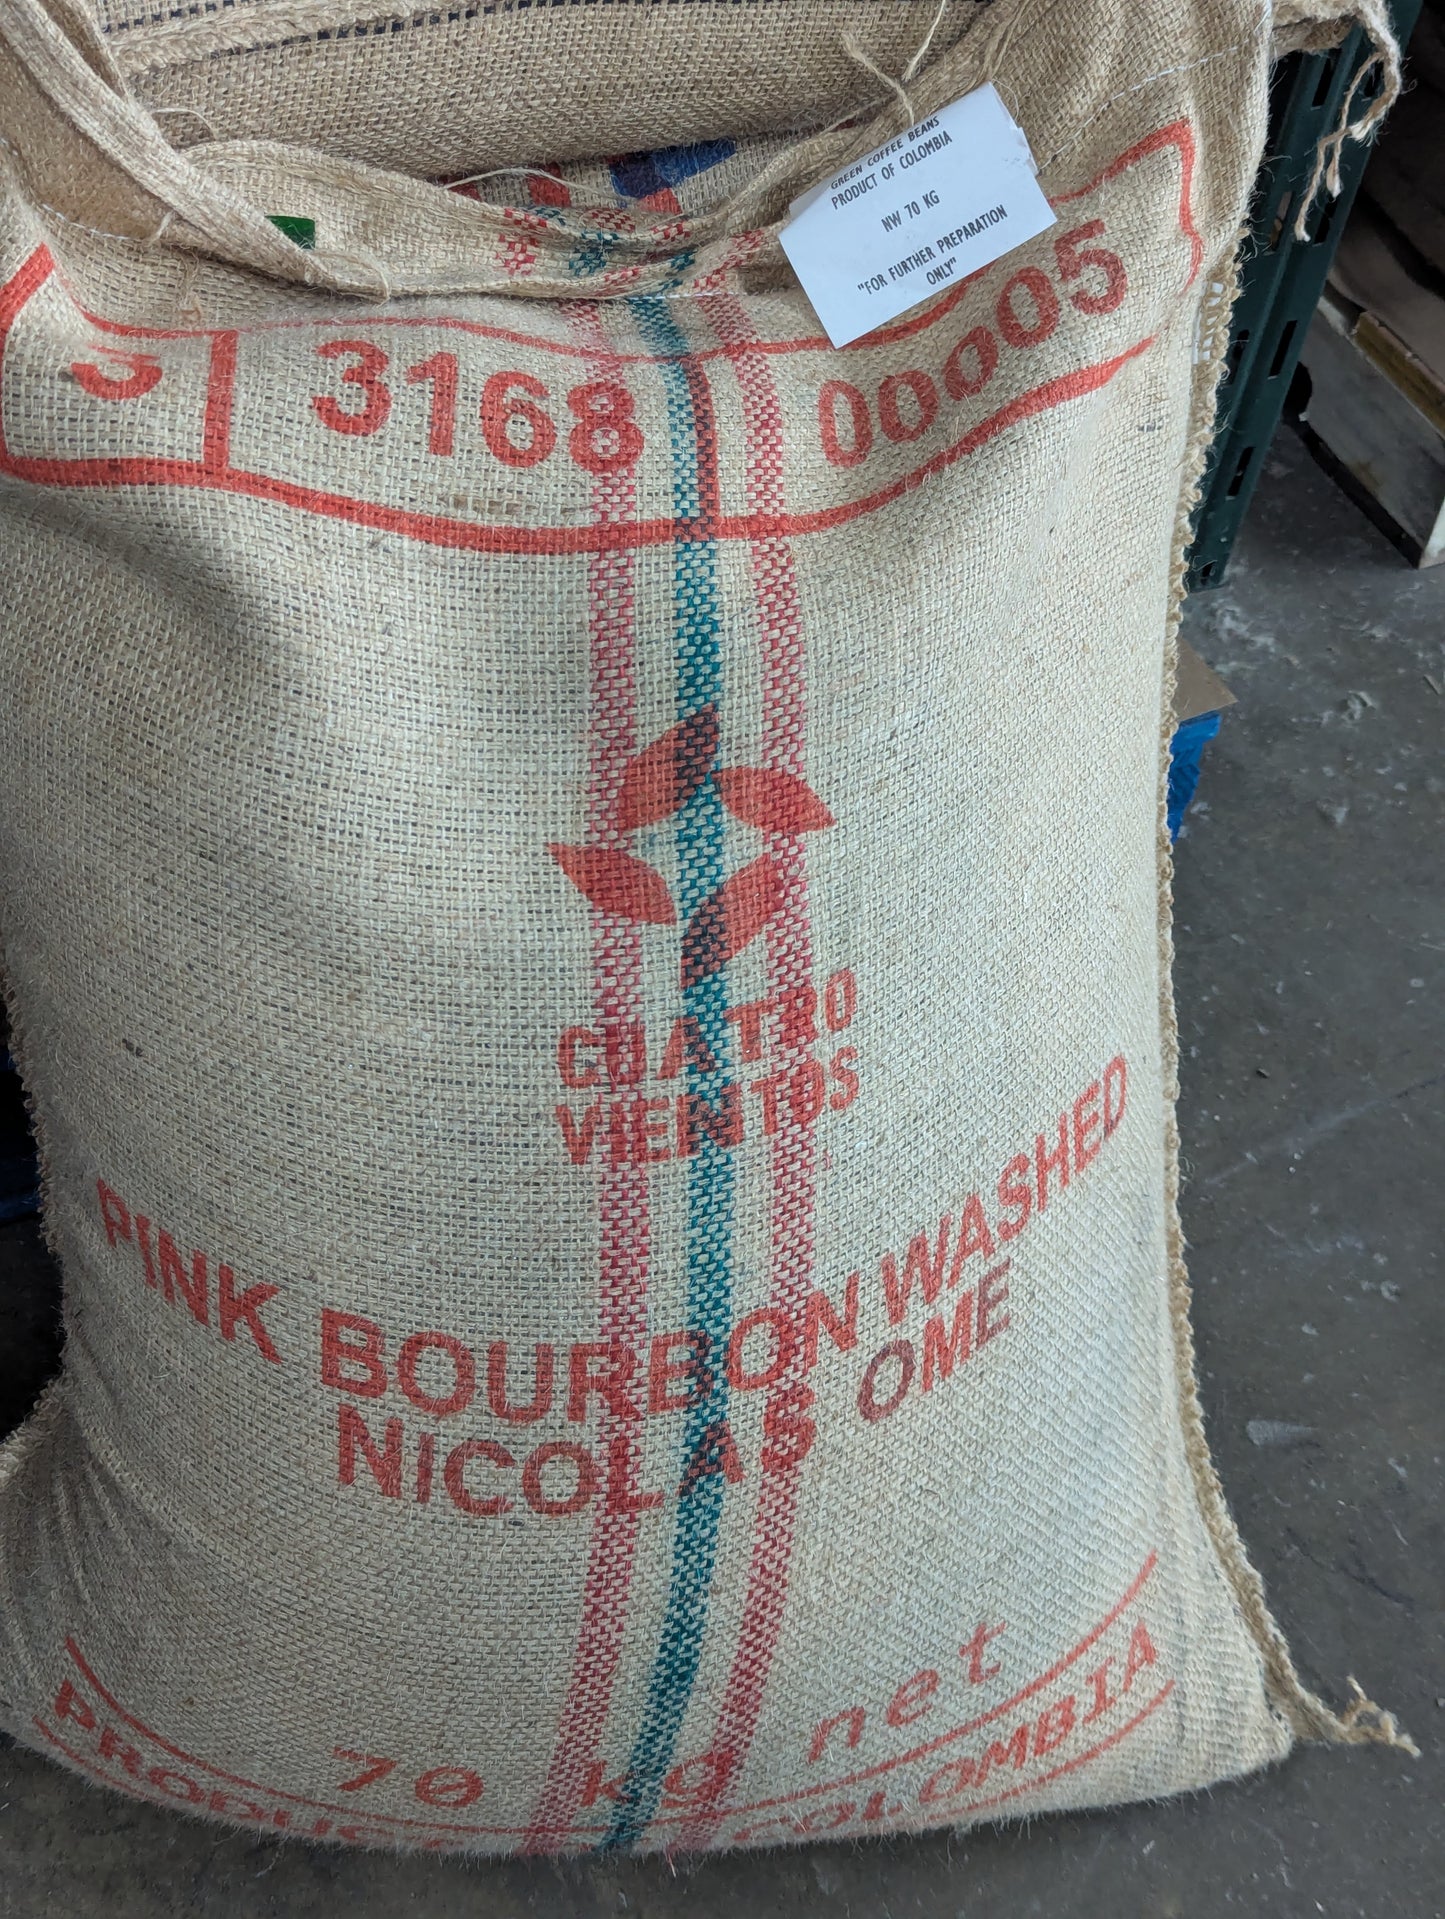 GREEN COFFEE BEANS
PRODUCT OF COLOMBIA
NW 70 KG
"FOR FURTHER PREPARATION
ONLY"
3 3168 00005
CUATRO
VIENTOS
PINK BOURBON WASHED
NICOLAS OME
70 KG net
PRODUCT COLOMBIA